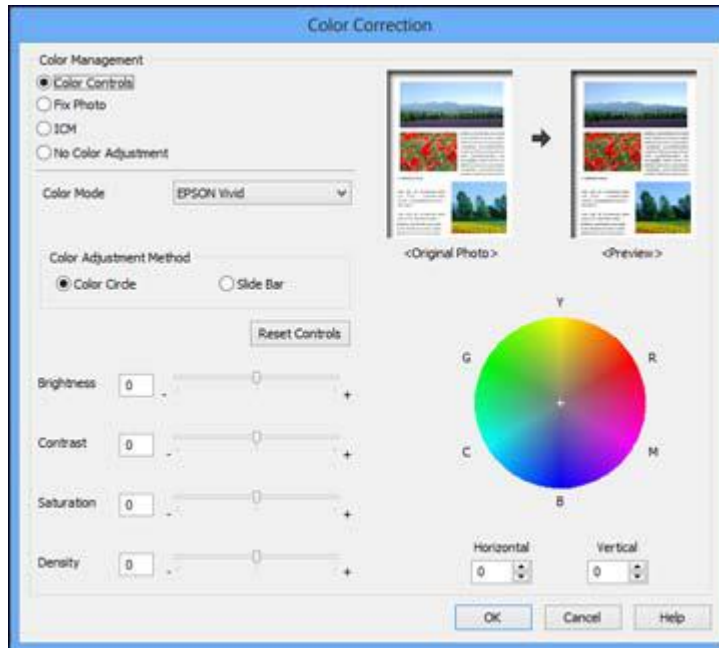 Color Correction
Color Management
Color Controls
Fix Photo
ICM
No Color Adjustment
Color Mode
EPSON Vivid
Color Adjustment Method
Color Circle
Slide Bar
Reset Controls
Brightness 0 - +
Contrast 0 - +
Saturation 0 - +
Density 0 - +
<Original Photo>
<Preview>
Y
G R
C M
B
Horizontal Vertical
0 0
OK Cancel Help